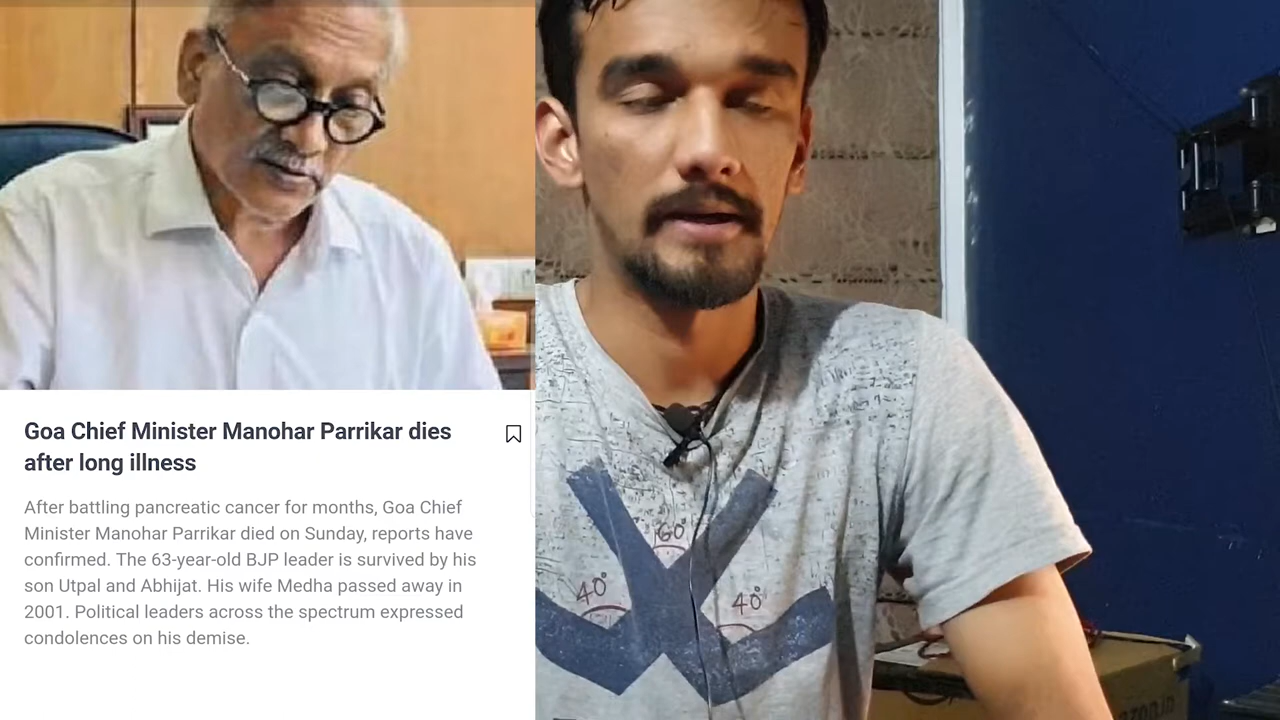 Goa Chief Minister Manohar Parrikar dies
after long illness
After battling pancreatic cancer for months, Goa Chief
Minister Manohar Parrikar died on Sunday, reports have
confirmed. The 63-year-old BJP leader is survived by his
son Utpal and Abhijat. His wife Medha passed away in
2001. Political leaders across the spectrum expressed
condolences on his demise.
60°
40°
40°